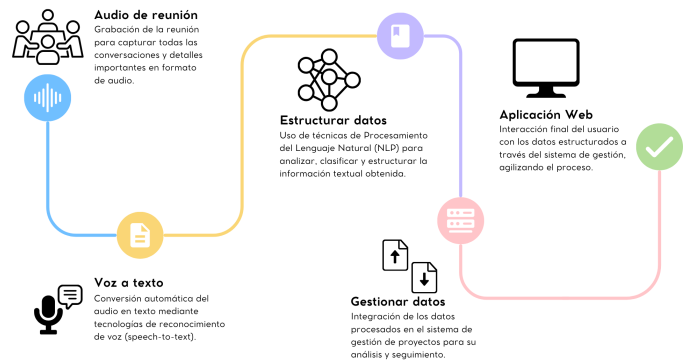 Audio de reunión
Grabación de la reunión
para capturar todas las
conversaciones y detalles
importantes en formato
de audio.
Voz a texto
Conversión automática del
audio en texto mediante
tecnologías de reconocimiento
de voz (speech-to-text).
Estructurar datos
Uso de técnicas de Procesamiento
del Lenguaje Natural (NLP) para
analizar, clasificar y estructurar la
información textual obtenida.
Gestionar datos
Integración de los datos
procesados en el sistema de
gestión de proyectos para su
análisis y seguimiento.
Aplicación Web
Interacción final del usuario
con los datos estructurados a
través del sistema de gestión,
agilizando el proceso.